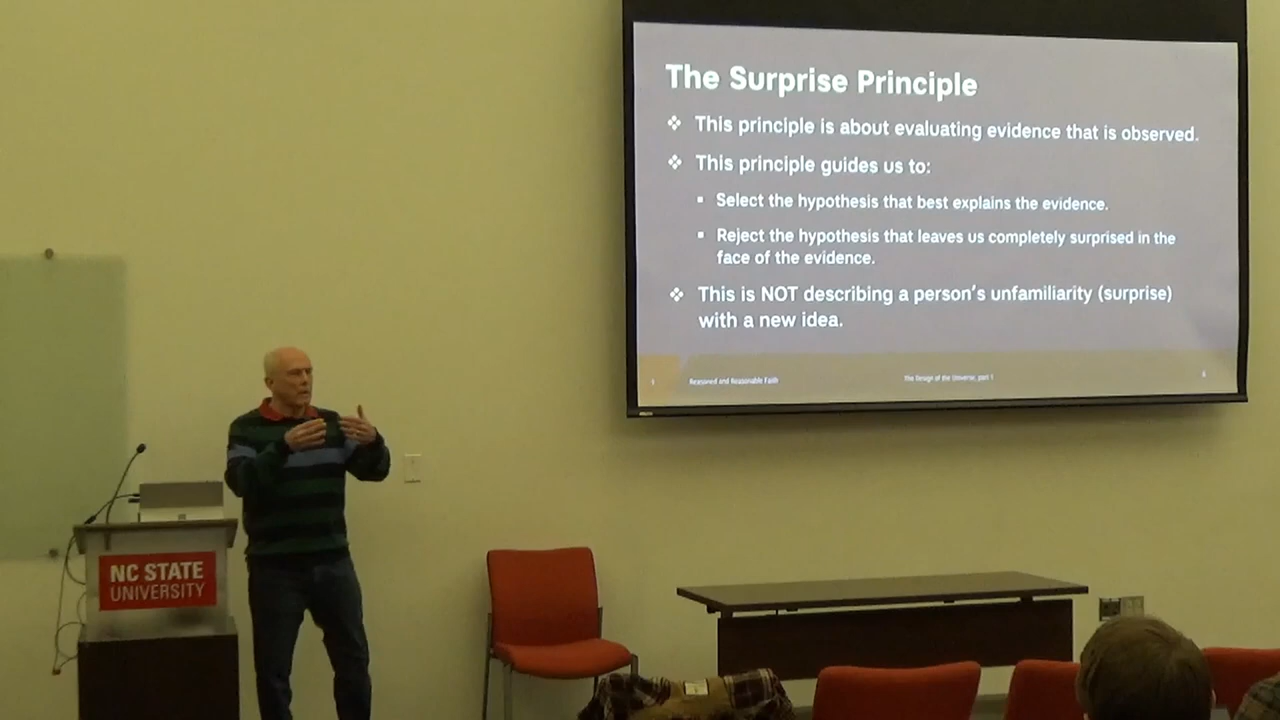 The Surprise Principle
❖ This principle is about evaluating evidence that is observed.
❖ This principle guides us to:
▪ Select the hypothesis that best explains the evidence.
▪ Reject the hypothesis that leaves us completely surprised in the
face of the evidence.
❖ This is NOT describing a person's unfamiliarity (surprise)
with a new idea.
Reasoned and Reasonable Faith
The Design of the Universe, part 1
NC STATE
UNIVERSITY